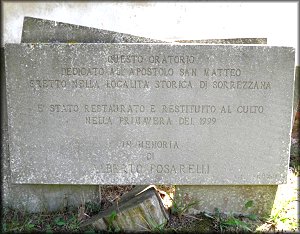 QUESTO ORATORIO
DEDICATO ALL'APOSTOLO SAN MATTEO
ERETTO NELLA LOCALITA STORICA DI SORREZZANA
E' STATO RESTAURATO E RESTITUITO AL CULTO
NELLA PRIMAVERA DEL 1999
IN MEMORIA
DI